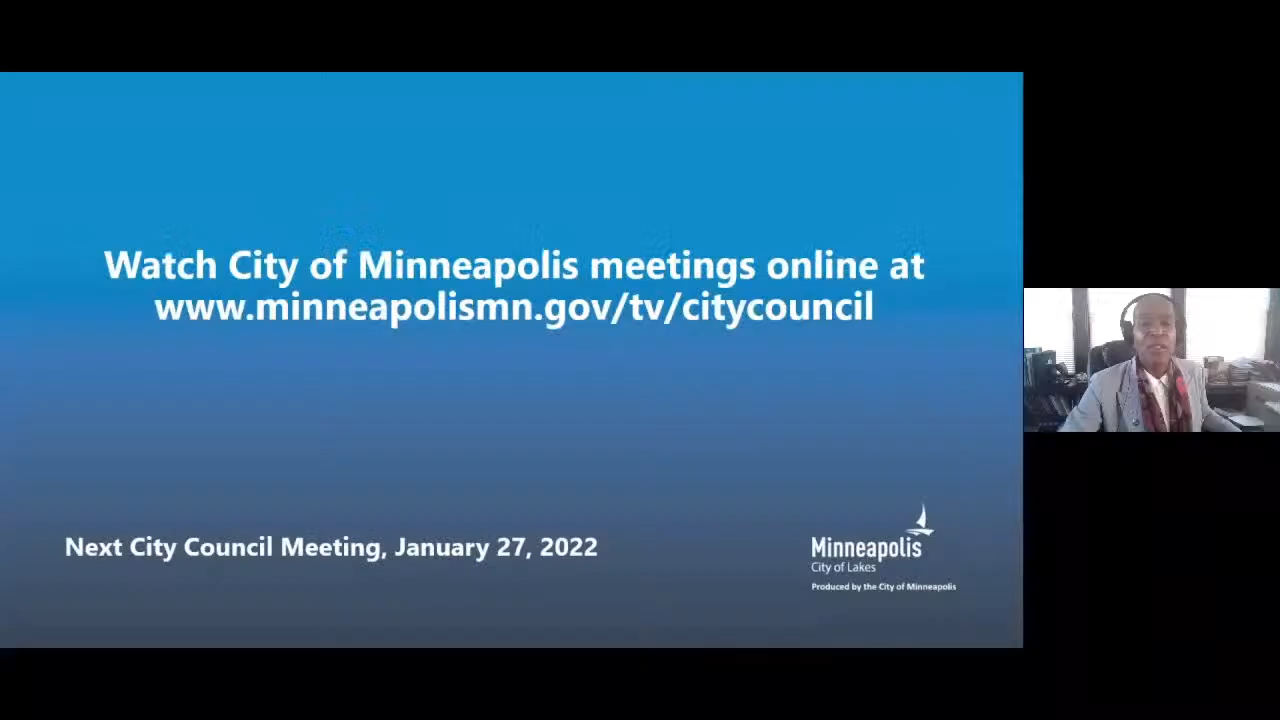 Watch City of Minneapolis meetings online at
www.minneapolismn.gov/tv/citycouncil
Next City Council Meeting, January 27, 2022
Minneapolis
City of Lakes
Produced by the City of Minneapolis